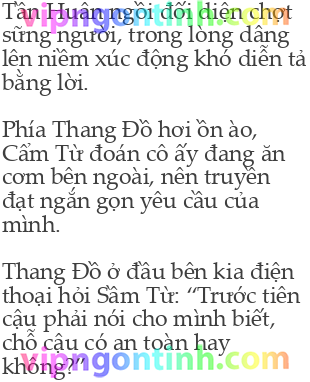 Tần Huân ngồi đối diện chợt
sững người, trong lòng dâng
lên niềm xúc động khó diễn tả
bằng lời.
Phía Thang Đồ hơi ồn ào,
Cẩm Từ đoán cô ấy đang ăn
cơm bên ngoài, nên truyền
đạt ngắn gọn yêu cầu của
mình.
Thang Đồ ở đầu bên kia điện
thoại hỏi Sầm Từ: “Trước tiên
cậu phải nói cho mình biết,
chỗ cậu có an toàn hay
không?”
vipngontinh.com
vipngontinh.com
vipngontinh.com